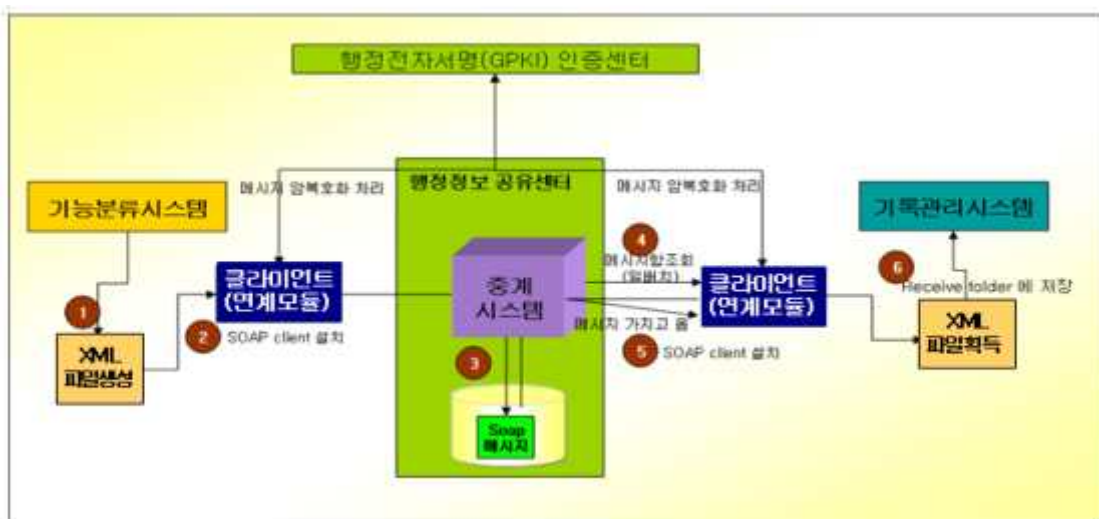 행정전자서명(GPKI) 인증센터
메시지 암복호화 처리
행정정보 공유센터
메시지 암복호화 처리
기능분류시스템
기록관리시스템
4
메시지함조회
(일배치)
6
Receive folder 에 저장
클라이언트
(연계모듈)
중계
시스템
클라이언트
(연계모듈)
1
2
SOAP client 설치
메시지 가지고 옴
5
SOAP client 설치
XML
파일생성
XML
파일획득
3
Soap
메시지